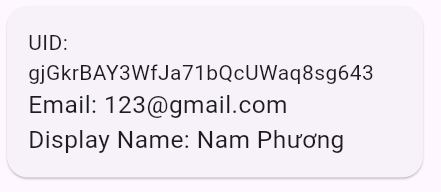 UID:
gjGkrBAY3WfJa71bQcUWaq8sg643
Email: 123@gmail.com
Display Name: Nam Phương